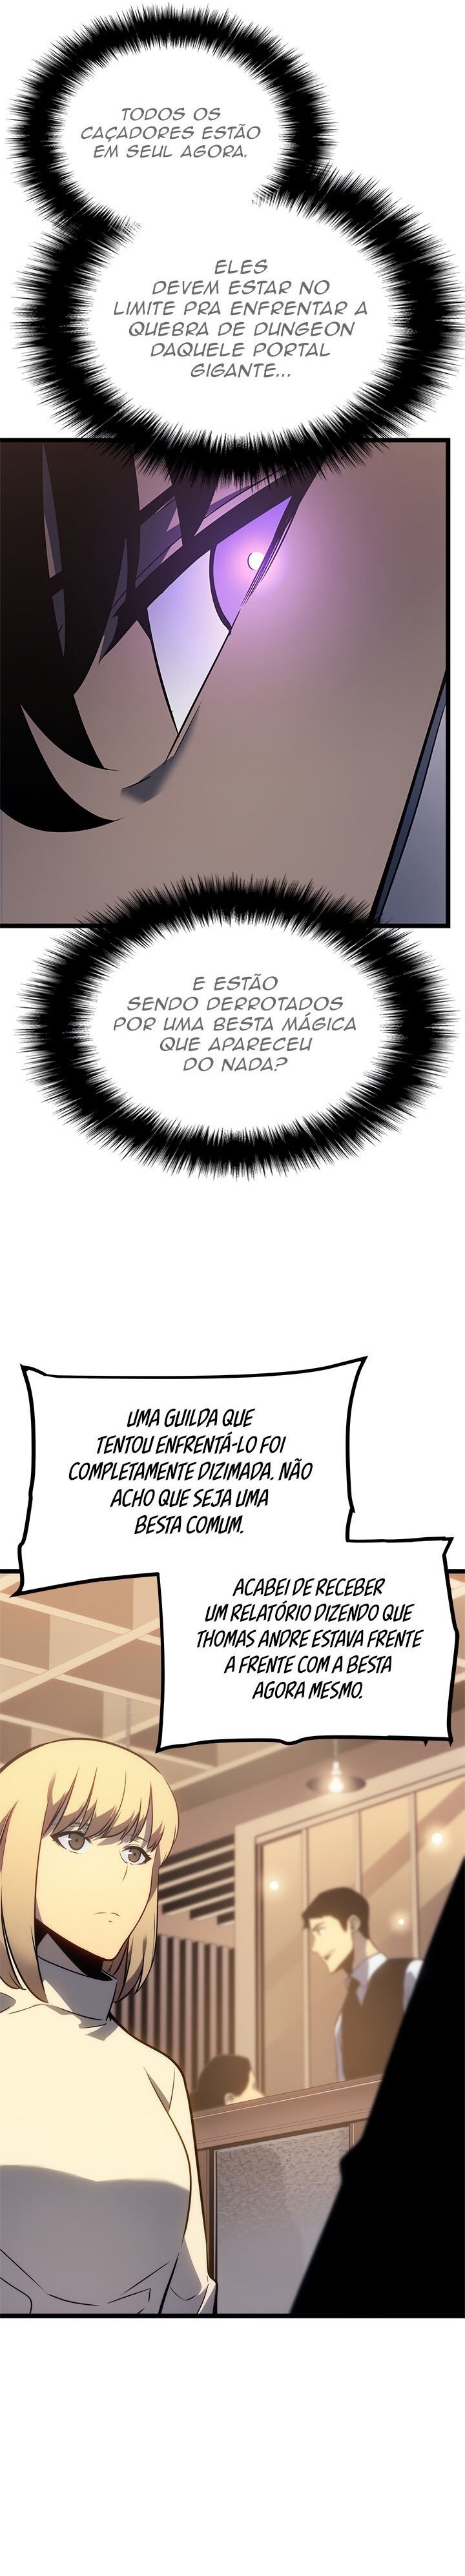 TODOS OS
CAÇADORES ESTÃO
EM SEUL AGORA.
ELES
DEVEM ESTAR NO
LIMITE PRA ENFRENTAR A
QUEBRA DE DUNGEON
DAQUELE PORTAL
GIGANTE...
E ESTÃO
SENDO DERROTADOS
POR UMA BESTA MÁGICA
QUE APARECEU
DO NADA?
UMA GUILDA QUE
TENTOU ENFRENTÁ-LO FOI
COMPLETAMENTE DIZIMADA. NÃO
ACHO QUE SEJA UMA
BESTA COMUM.
ACABEI DE RECEBER
UM RELATÓRIO DIZENDO QUE
THOMAS ANDRE ESTAVA FRENTE
A FRENTE COM A BESTA
AGORA MESMO.